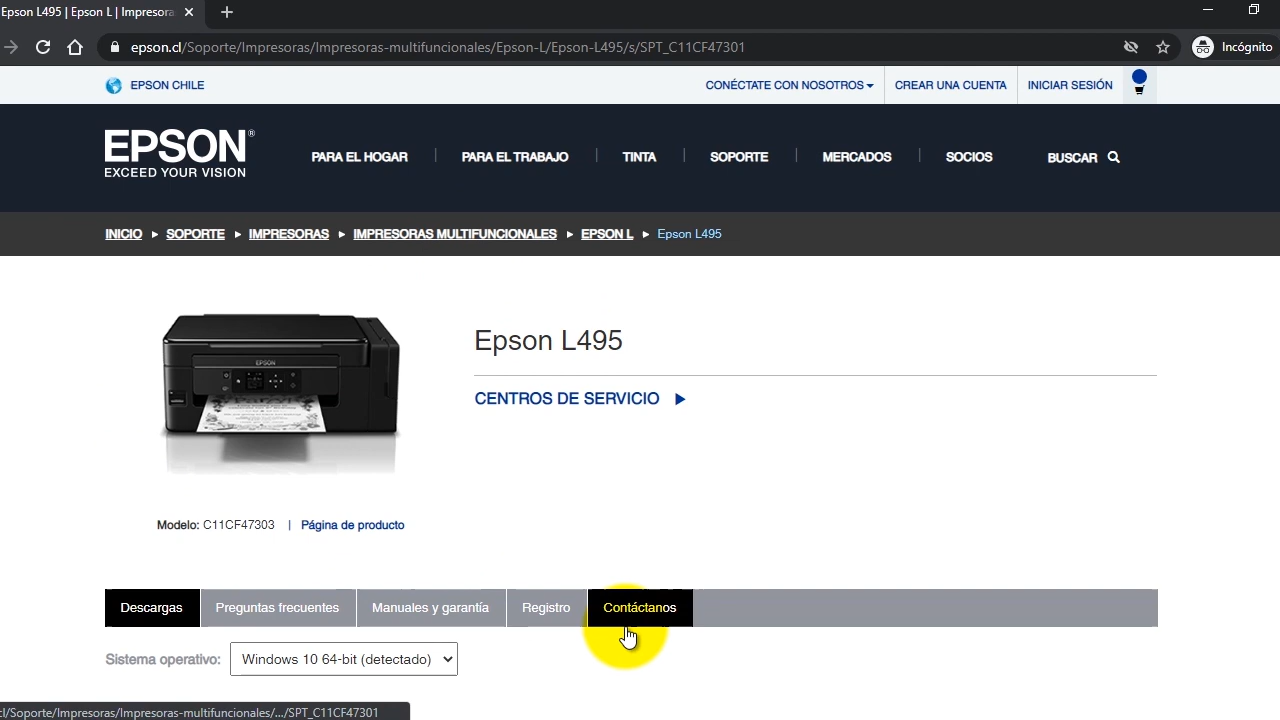 Epson L495 | Epson L | Impresora
epson.cl/Soporte/Impresoras/Impresoras-multifuncionales/Epson-L/Epson-L495/s/SPT_C11CF47301
Incógnito
EPSON CHILE
CONÉCTATE CON NOSOTROS
CREAR UNA CUENTA
INICIAR SESIÓN
EPSON®
EXCEED YOUR VISION
PARA EL HOGAR
PARA EL TRABAJO
TINTA
SOPORTE
MERCADOS
SOCIOS
BUSCAR
INICIO
SOPORTE
IMPRESORAS
IMPRESORAS MULTIFUNCIONALES
EPSON L
Epson L495
EPSON
Epson L495
CENTROS DE SERVICIO
Modelo: C11CF47303 | Página de producto
Descargas
Preguntas frecuentes
Manuales y garantía
Registro
Contáctanos
Sistema operativo: Windows 10 64-bit (detectado)
cl/Soporte/Impresoras/Impresoras-multifuncionales/.../SPT_C11CF47301